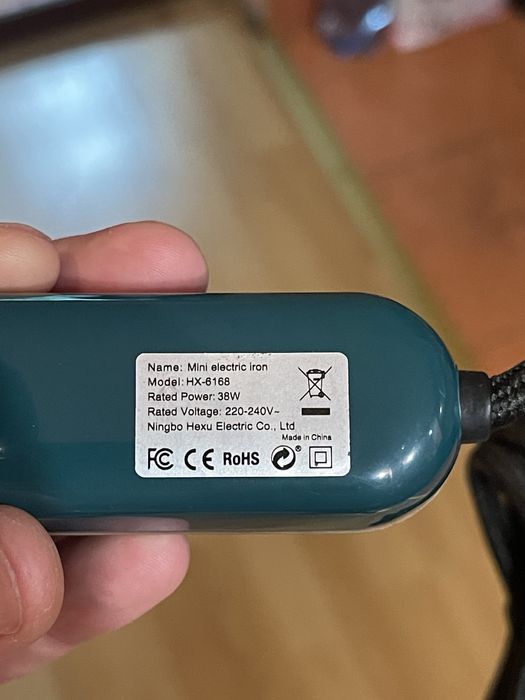 Name: Mini electric iron
Model: HX-6168
Rated Power: 38W
Rated Voltage: 220-240V~
Ningbo Hexu Electric Co., Ltd
Made in China
FC CE RoHS ®